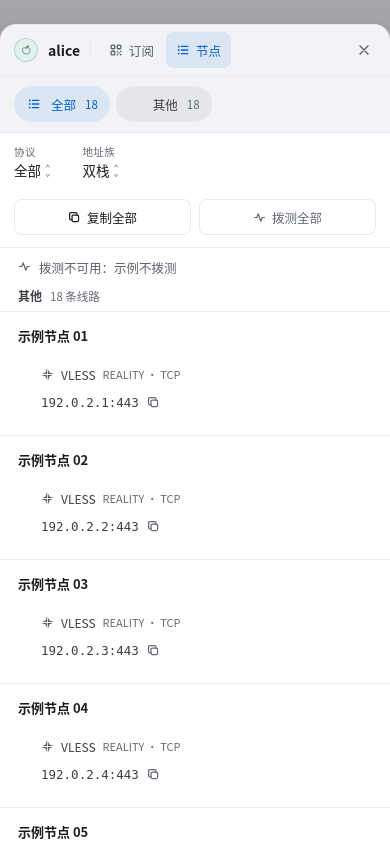 alice 订阅 节点
全部 18 其他 18
协议 地址族
全部 双栈
复制全部 拨测全部
拨测不可用：示例不拨测
其他 18 条线路
示例节点 01
VLESS REALITY · TCP
192.0.2.1:443
示例节点 02
VLESS REALITY · TCP
192.0.2.2:443
示例节点 03
VLESS REALITY · TCP
192.0.2.3:443
示例节点 04
VLESS REALITY · TCP
192.0.2.4:443
示例节点 05